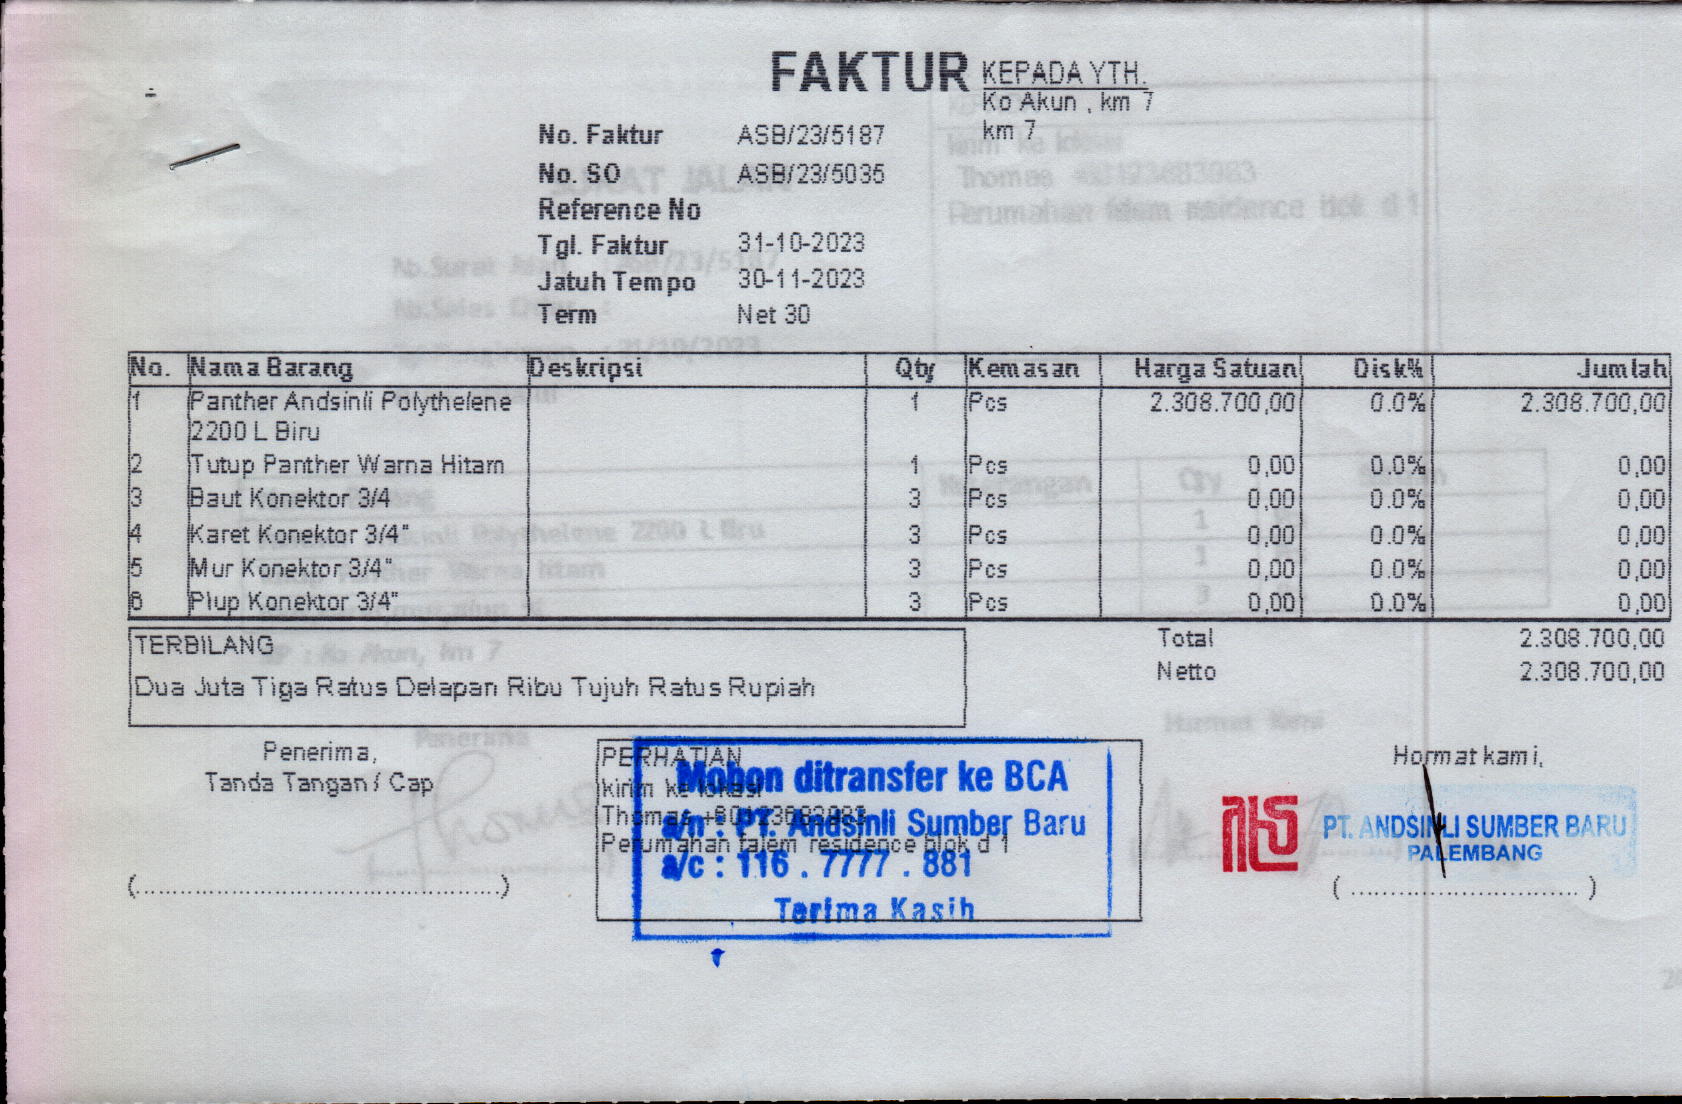 FAKTUR
KEPADA YTH.
Ko Akun , km 7
km 7
No. Faktur ASB/23/5187
No. SO ASB/23/5035
Reference No
Tgl. Faktur 31-10-2023
Jatuh Tempo 30-11-2023
Term Net 30
No. Nama Barang Deskripsi Qty Kemasan Harga Satuan Disk% Jumlah
1 Panther Andsinli Polythelene 1 Pcs 2.308.700,00 0.0% 2.308.700,00
2200 L Biru
2 Tutup Panther Warna Hitam 1 Pcs 0,00 0.0% 0,00
3 Baut Konektor 3/4 3 Pcs 0,00 0.0% 0,00
4 Karet Konektor 3/4" 3 Pcs 0,00 0.0% 0,00
5 Mur Konektor 3/4" 3 Pcs 0,00 0.0% 0,00
6 Plup Konektor 3/4" 3 Pcs 0,00 0.0% 0,00
TERBILANG
Dua Juta Tiga Ratus Delapan Ribu Tujuh Ratus Rupiah
Total 2.308.700,00
Netto 2.308.700,00
Penerima,
Tanda Tangan / Cap
(........................................)
PERHATIAN
kirim ke lokasi
Thomas
Perumahan talem residence blok d 1
Mohon ditransfer ke BCA
a/n : PT. Andsinli Sumber Baru
a/c : 116 . 7777 . 881
Terima Kasih
Hormat kami,
PT. ANDSINLI SUMBER BARU
PALEMBANG
( .......................... )